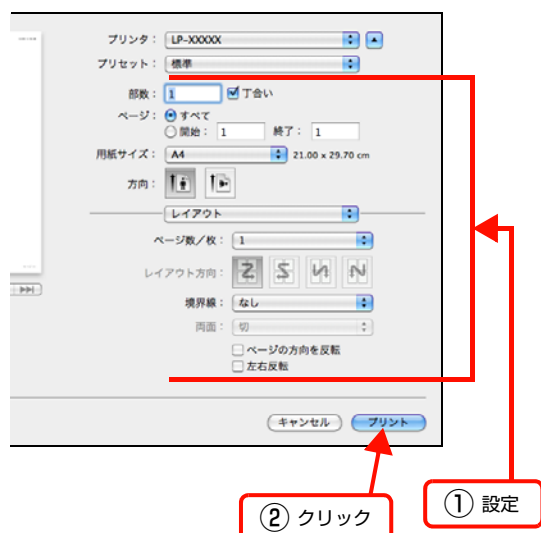 プリンタ： LP-XXXXX
プリセット： 標準
部数： 1 丁合い
ページ： すべて
開始： 1 終了： 1
用紙サイズ： A4 21.00 x 29.70 cm
方向：
レイアウト
ページ数／枚： 1
レイアウト方向：
境界線： なし
両面： 切
ページの方向を反転
左右反転
キャンセル プリント
① 設定
② クリック